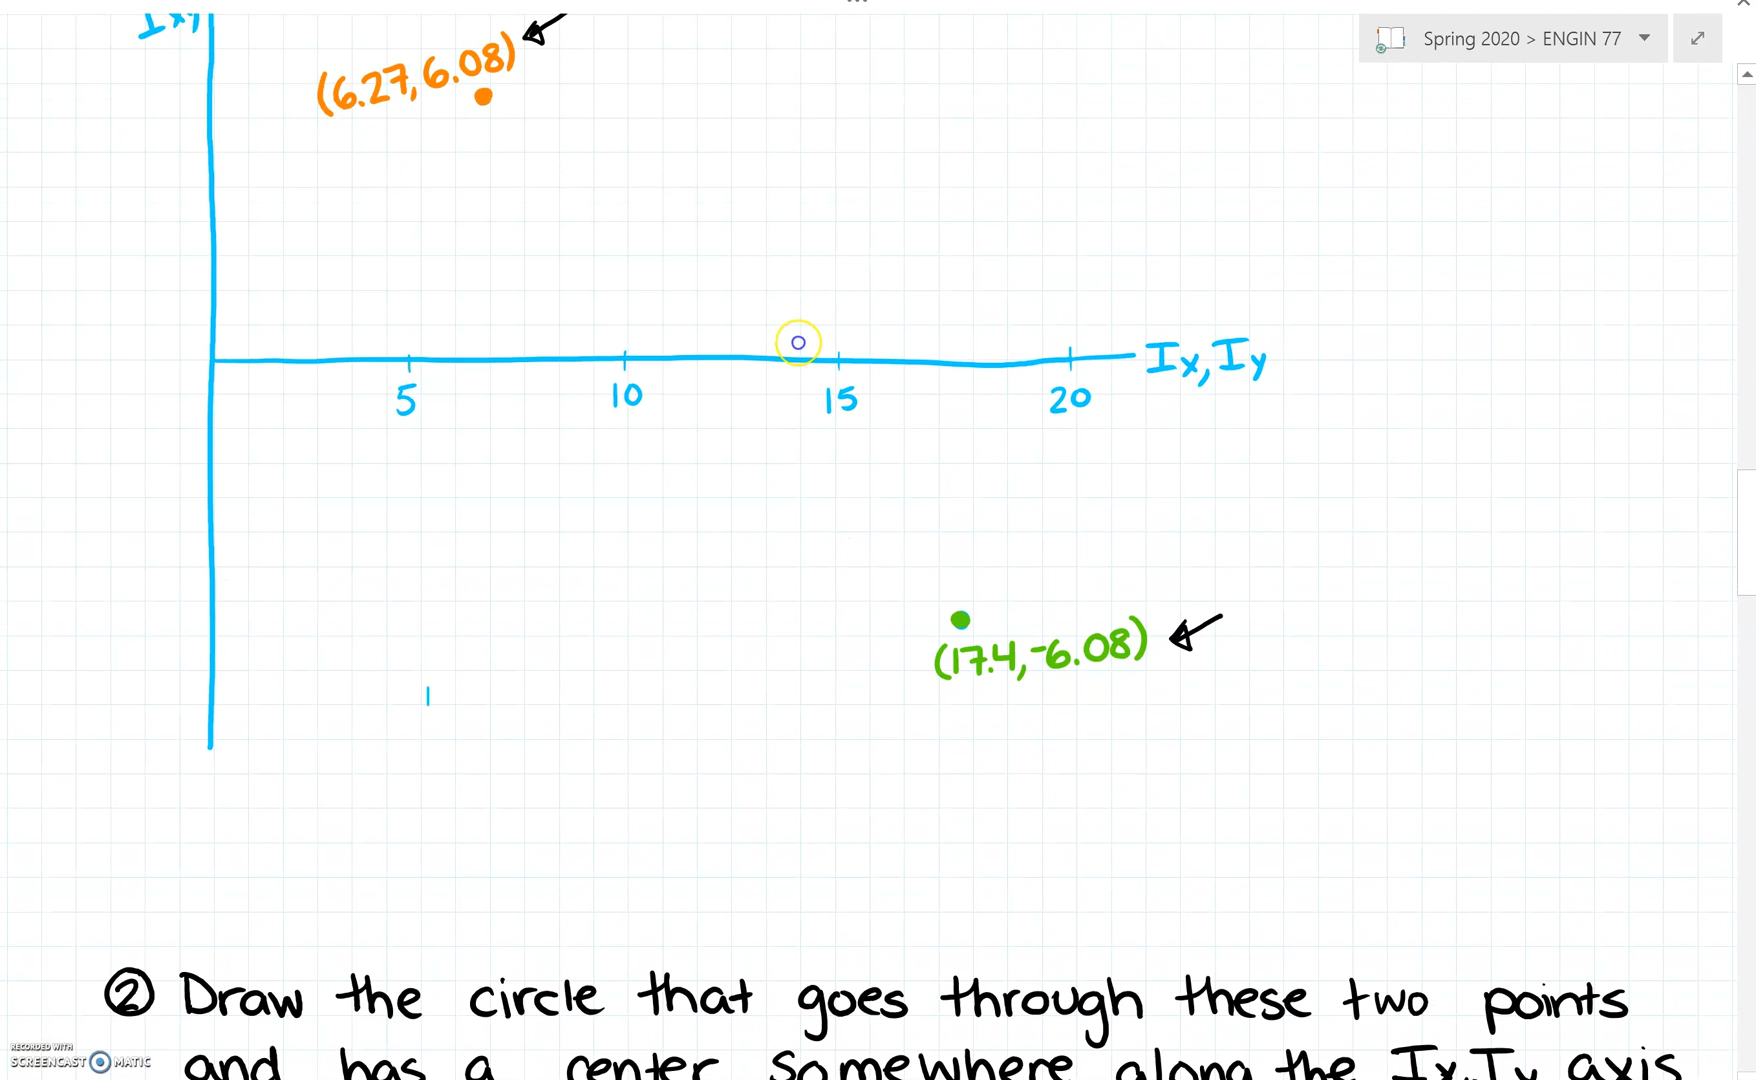 Ixy
Spring 2020 > ENGIN 77
(6.27,6.08)
Ix,Iy
5 10 15 20
(17.4,-6.08)
② Draw the circle that goes through these two points
and has a center somewhere along the Ix,Iy axis
RECORDED WITH
SCREENCAST MATIC